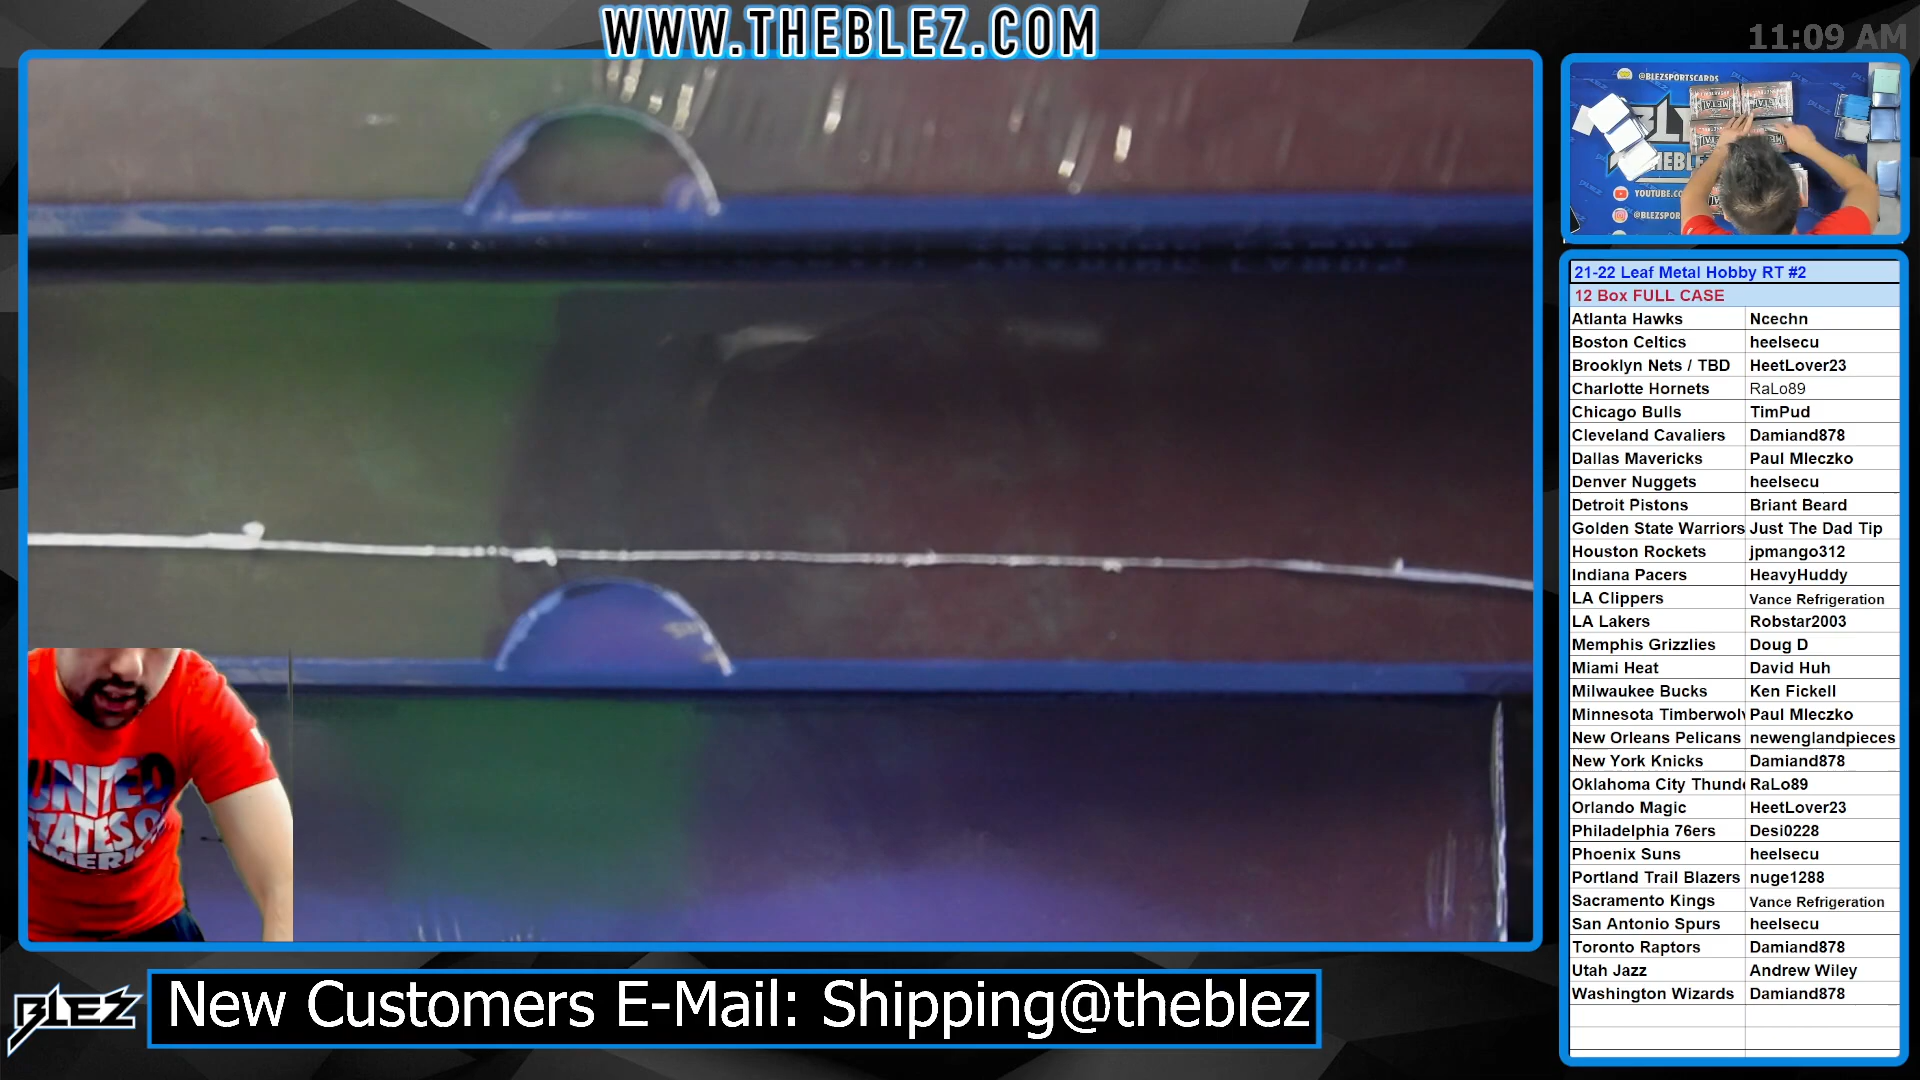 WWW.THEBLEZ.COM
11:09 AM
@BLEZSPORTSCARDS
METAL
21-22 Leaf Metal Hobby RT #2
12 Box FULL CASE
Atlanta Hawks Ncechn
Boston Celtics heelsecu
Brooklyn Nets / TBD HeetLover23
Charlotte Hornets RaLo89
Chicago Bulls TimPud
Cleveland Cavaliers Damiand878
Dallas Mavericks Paul Mleczko
Denver Nuggets heelsecu
Detroit Pistons Briant Beard
Golden State Warriors Just The Dad Tip
Houston Rockets jpmango312
Indiana Pacers HeavyHuddy
LA Clippers Vance Refrigeration
LA Lakers Robstar2003
Memphis Grizzlies Doug D
Miami Heat David Huh
Milwaukee Bucks Ken Fickell
Minnesota Timberwolv Paul Mleczko
New Orleans Pelicans newenglandpieces
New York Knicks Damiand878
Oklahoma City Thunde RaLo89
Orlando Magic HeetLover23
Philadelphia 76ers Desi0228
Phoenix Suns heelsecu
Portland Trail Blazers nuge1288
Sacramento Kings Vance Refrigeration
San Antonio Spurs heelsecu
Toronto Raptors Damiand878
Utah Jazz Andrew Wiley
Washington Wizards Damiand878
UNITED
STATES O
AMERIC
BLEZ
New Customers E-Mail: Shipping@theblez